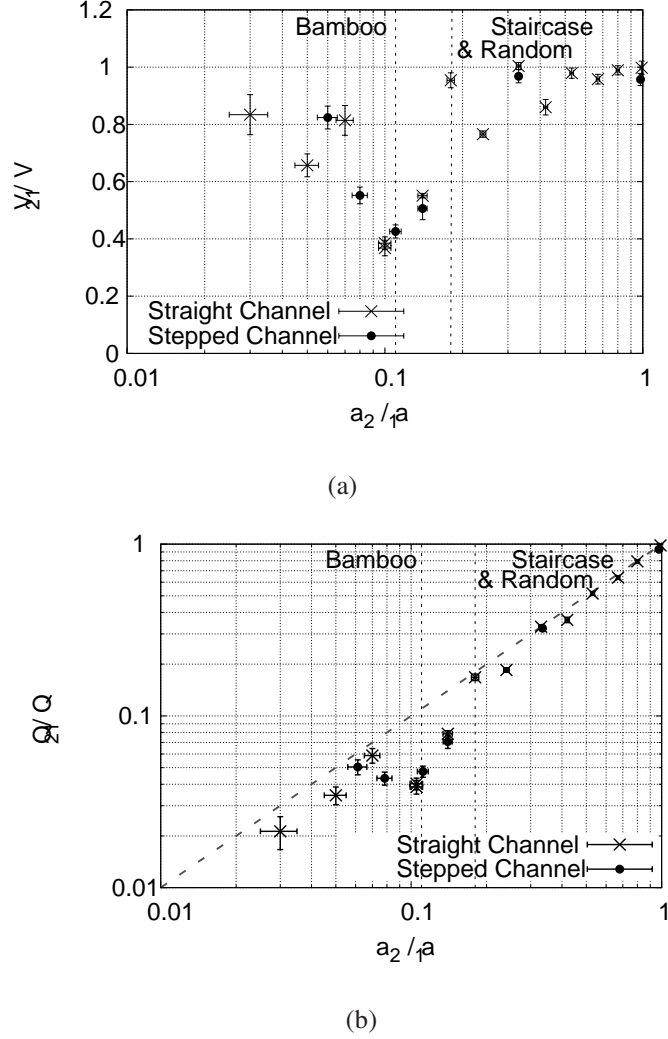 1.2
Bamboo
Staircase
& Random
1
0.8
0.6
0.4
0.2
0
V2/V1
Straight Channel
Stepped Channel
0.01
0.1
1
a2/1a
(a)
1
Bamboo
Staircase
& Random
0.1
Q2/Q1
Straight Channel
Stepped Channel
0.01
0.01
0.1
1
a2/1a
(b)